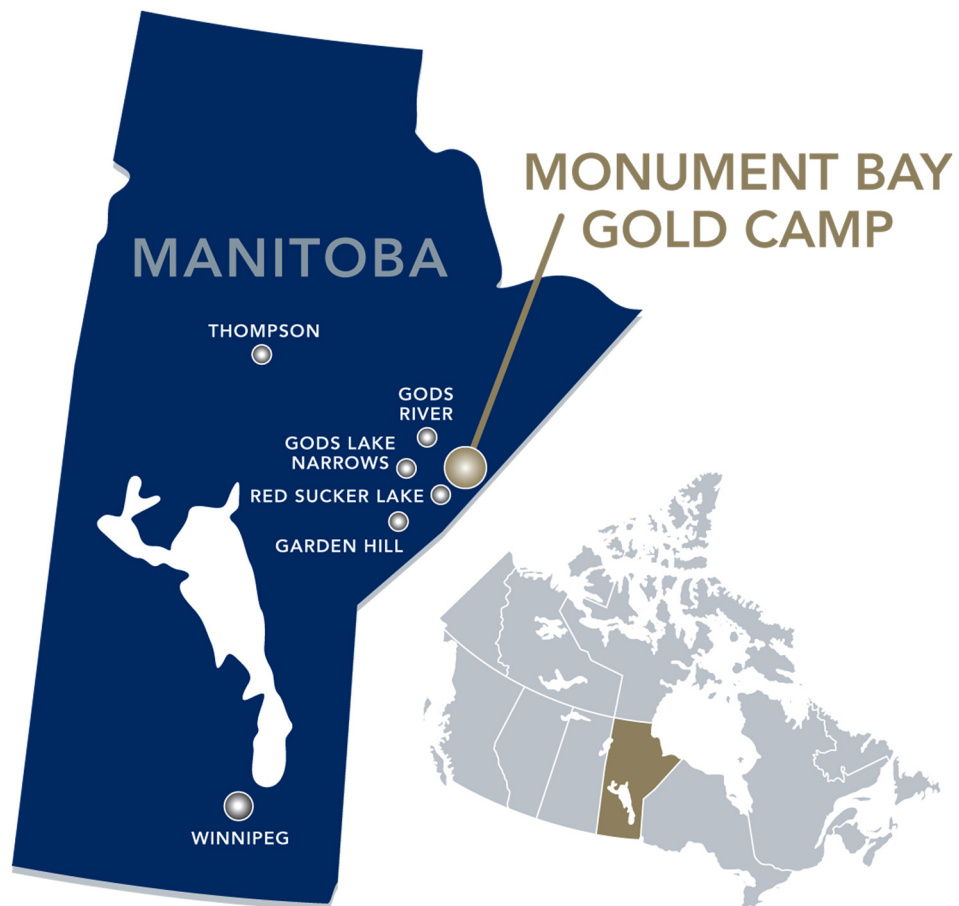 MONUMENT BAY
GOLD CAMP
MANITOBA
THOMPSON
GODS
RIVER
GODS LAKE
NARROWS
RED SUCKER LAKE
GARDEN HILL
WINNIPEG